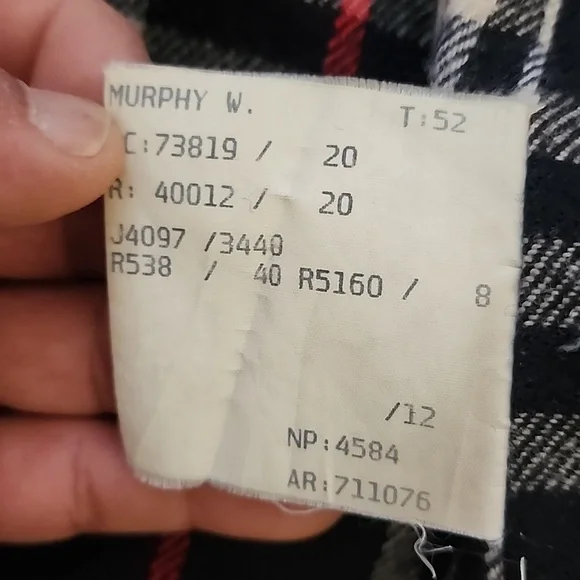 MURPHY W. T:52
C:73819 / 20
R: 40012 / 20
J4097 /3440
R538 / 40 R5160 / 8
/12
NP:4584
AR:711076